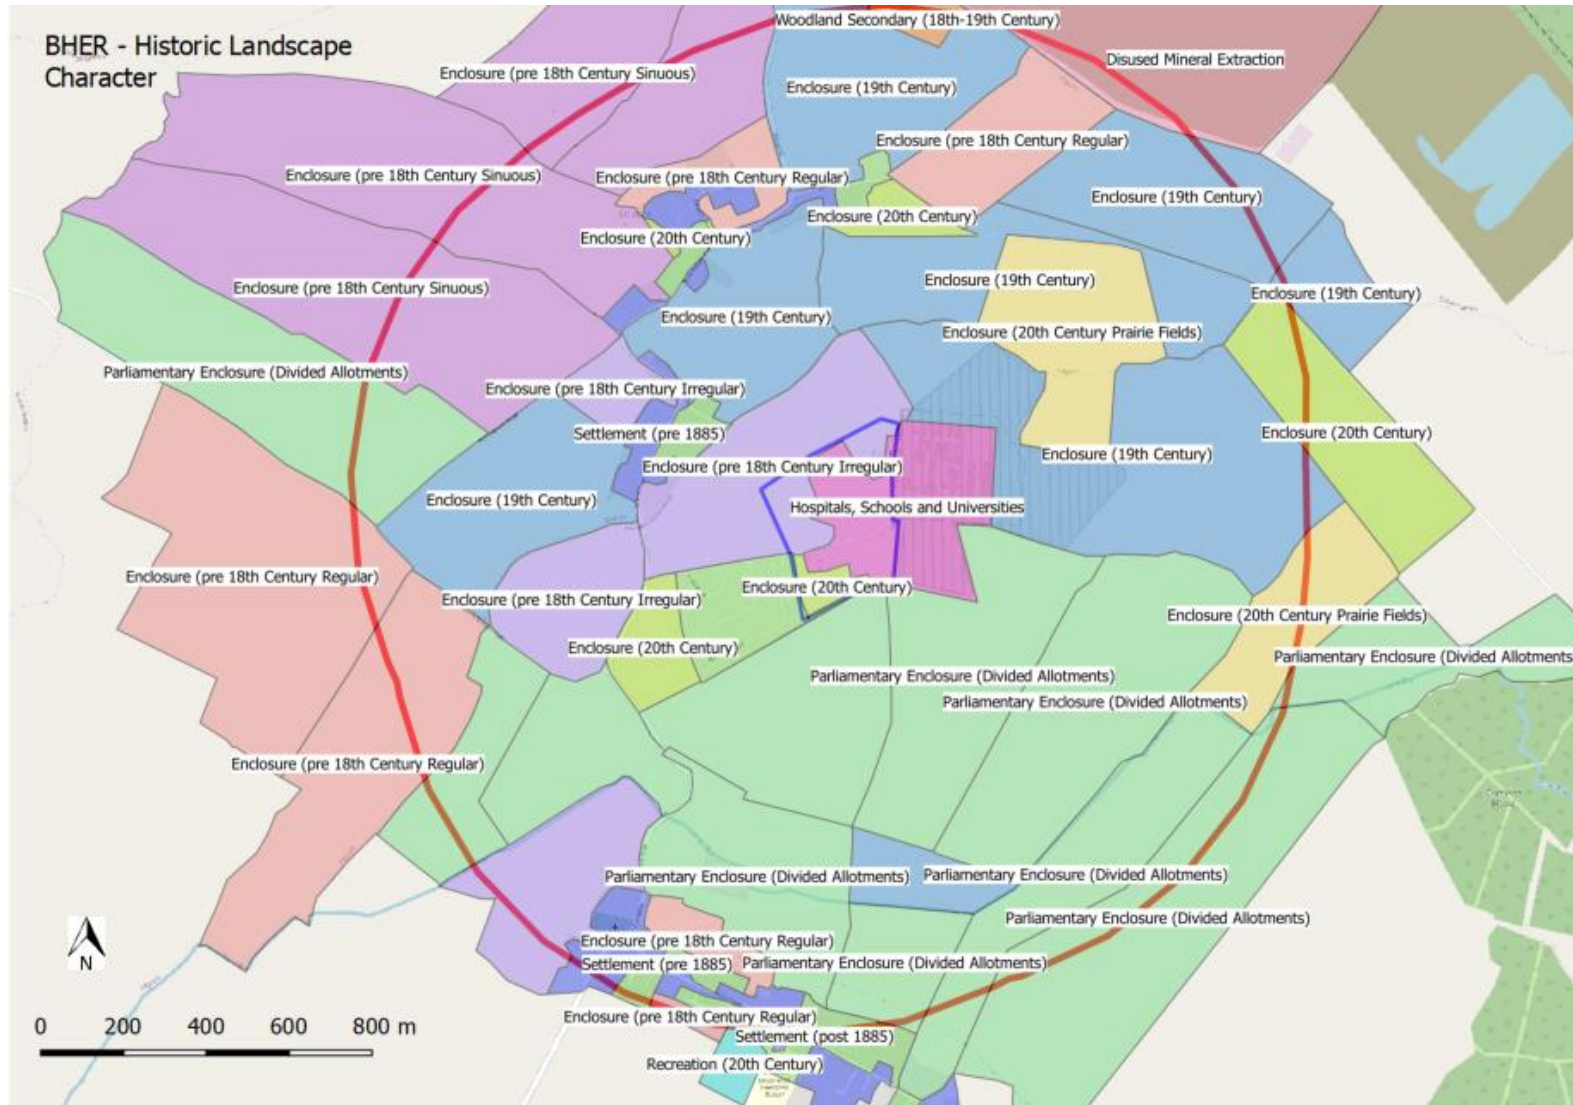 BHER - Historic Landscape
Character
Woodland Secondary (18th-19th Century)
Disused Mineral Extraction
Enclosure (pre 18th Century Sinuous)
Enclosure (19th Century)
Enclosure (pre 18th Century Regular)
Enclosure (pre 18th Century Sinuous)
Enclosure (pre 18th Century Regular)
Enclosure (19th Century)
Enclosure (20th Century)
Enclosure (20th Century)
Enclosure (19th Century)
Enclosure (pre 18th Century Sinuous)
Enclosure (19th Century)
Enclosure (19th Century)
Enclosure (20th Century Prairie Fields)
Parliamentary Enclosure (Divided Allotments)
Enclosure (pre 18th Century Irregular)
Settlement (pre 1885)
Enclosure (20th Century)
Enclosure (19th Century)
Enclosure (pre 18th Century Irregular)
Enclosure (19th Century)
Hospitals, Schools and Universities
Enclosure (pre 18th Century Regular)
Enclosure (20th Century)
Enclosure (pre 18th Century Irregular)
Enclosure (20th Century Prairie Fields)
Enclosure (20th Century)
Parliamentary Enclosure (Divided Allotments
Parliamentary Enclosure (Divided Allotments)
Parliamentary Enclosure (Divided Allotments)
Enclosure (pre 18th Century Regular)
Parliamentary Enclosure (Divided Allotments)
Parliamentary Enclosure (Divided Allotments)
Parliamentary Enclosure (Divided Allotments)
Enclosure (pre 18th Century Regular)
Settlement (pre 1885)
Parliamentary Enclosure (Divided Allotments)
Enclosure (pre 18th Century Regular)
Settlement (post 1885)
Recreation (20th Century)
N
0 200 400 600 800 m